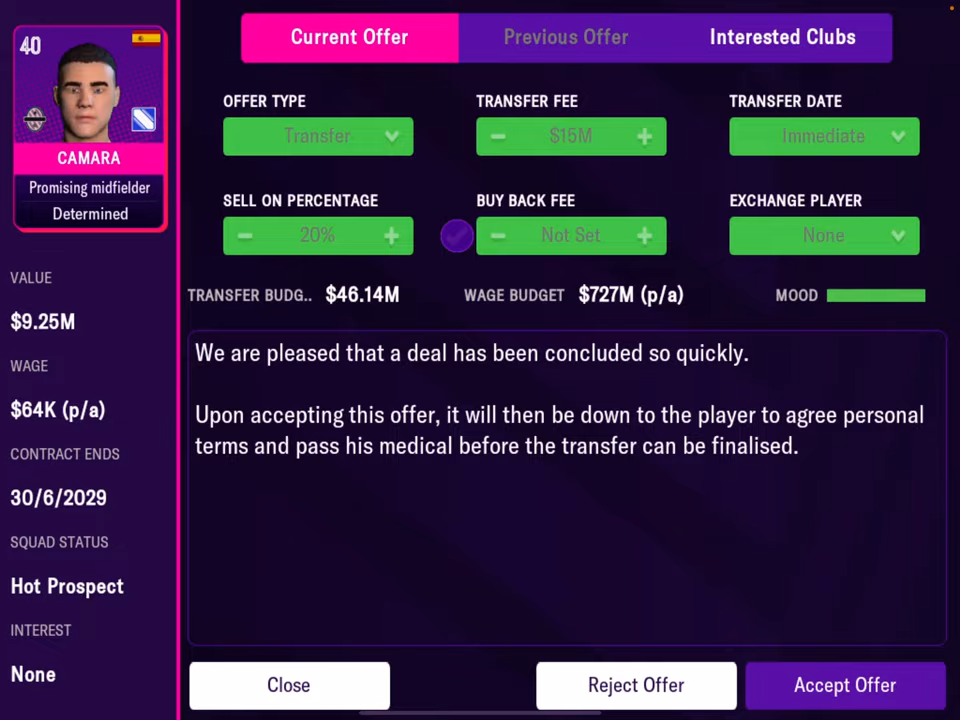 Current Offer
Previous Offer
Interested Clubs
40
CAMARA
Promising midfielder
Determined
OFFER TYPE
TRANSFER FEE
TRANSFER DATE
Transfer
$15M
Immediate
SELL ON PERCENTAGE
BUY BACK FEE
EXCHANGE PLAYER
20%
Not Set
None
TRANSFER BUDG.. $46.14M
WAGE BUDGET $727M (p/a)
MOOD
VALUE
$9.25M
WAGE
$64K (p/a)
CONTRACT ENDS
30/6/2029
SQUAD STATUS
Hot Prospect
INTEREST
None
We are pleased that a deal has been concluded so quickly.
Upon accepting this offer, it will then be down to the player to agree personal
terms and pass his medical before the transfer can be finalised.
Close
Reject Offer
Accept Offer